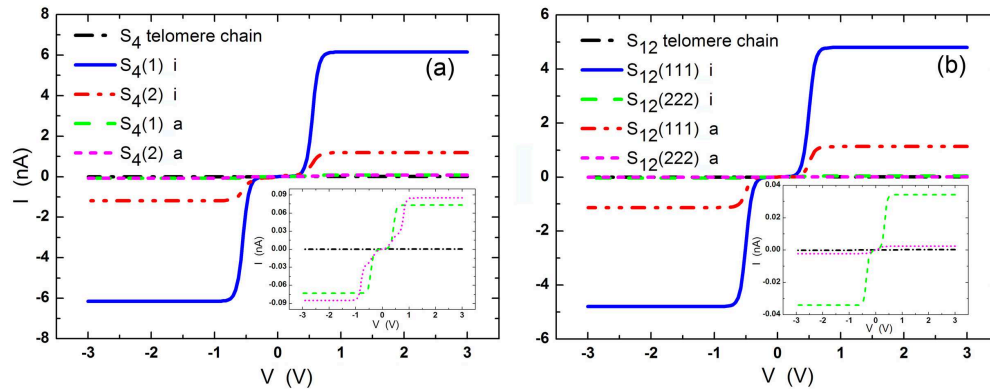 8
6
4
2
0
-2
-4
-6
-8
I (nA)
-3 -2 -1 0 1 2 3
V (V)
S4 telomere chain
S4(1) i
S4(2) i
S4(1) a
S4(2) a
(a)
0.09
0.06
0.03
0.00
-0.03
-0.06
-0.09
I (nA)
-3 -2 -1 0 1 2 3
V (V)
6
4
2
0
-2
-4
-6
-3 -2 -1 0 1 2 3
V (V)
S12 telomere chain
S12(111) i
S12(222) i
S12(111) a
S12(222) a
(b)
0.04
0.02
0.00
-0.02
-0.04
I (nA)
-3 -2 -1 0 1 2 3
V (V)